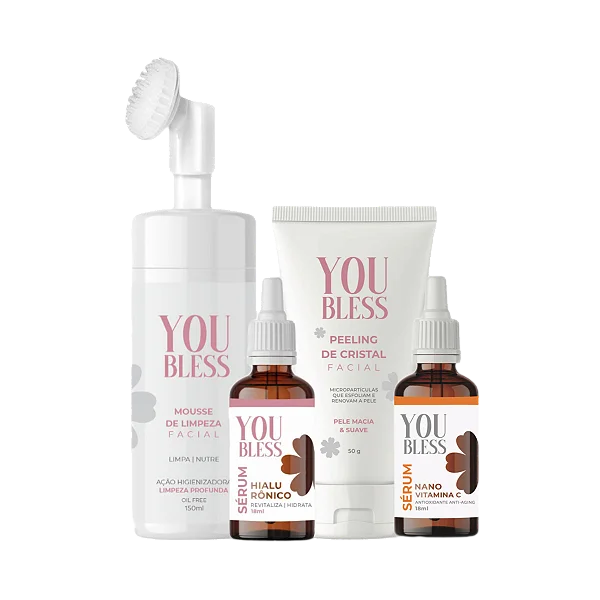 YOU
BLESS
MOUSSE
DE LIMPEZA
FACIAL
LIMPA | NUTRE
AÇÃO HIGIENIZADORA
LIMPEZA PROFUNDA
OIL FREE
150ml
YOU
BLESS
PEELING
DE CRISTAL
FACIAL
MICROPARTÍCULAS
QUE ESFOLIAM E
RENOVAM A PELE
PELE MACIA
& SUAVE
50 g
YOU
BLESS
SÉRUM
HIALU
RÔNICO
REVITALIZA | HIDRATA
18ml
YOU
BLESS
SÉRUM
NANO
VITAMINA C
ANTIOXIDANTE ANTI-AGING
18ml